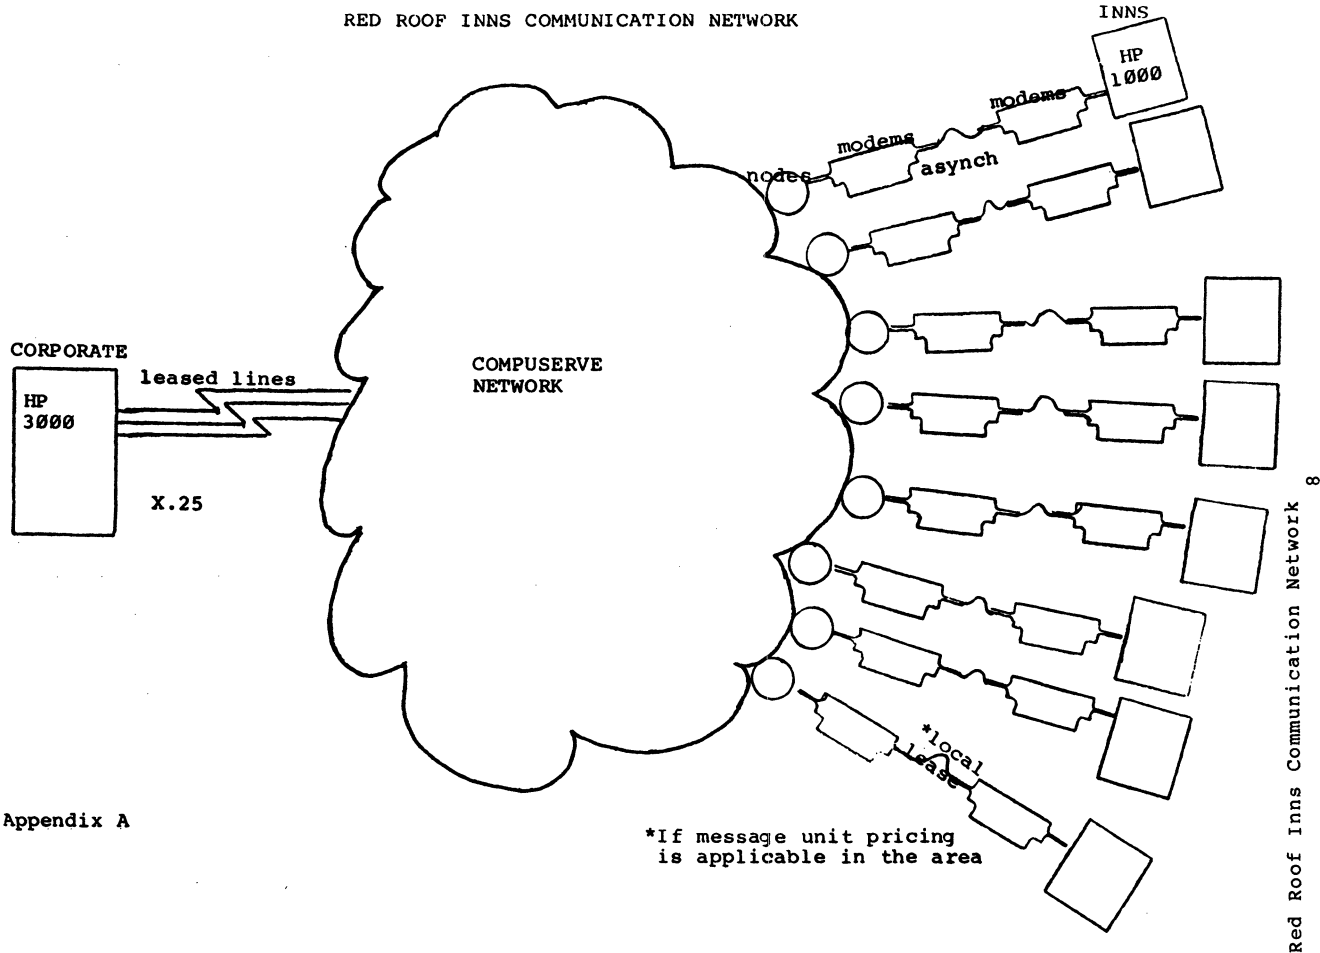 RED ROOF INNS COMMUNICATION NETWORK
INNS
HP
1000
modems
modems
asynch
nodes
CORPORATE
leased lines
HP
3000
X.25
COMPUSERVE
NETWORK
*local
lease
Appendix A
*If message unit pricing
is applicable in the area
Red Roof Inns Communication Network
8